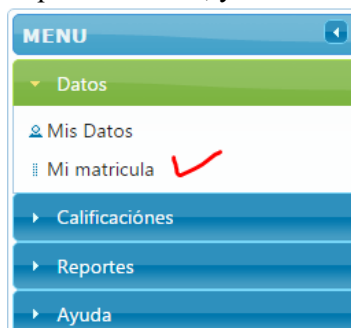 MENU
Datos
Mis Datos
Mi matricula
Calificaciónes
Reportes
Ayuda